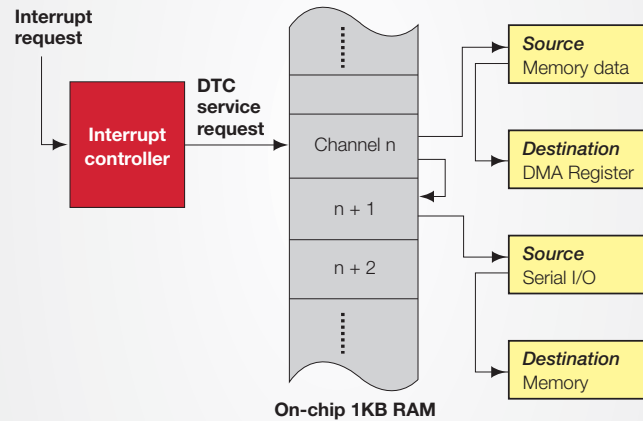 Interrupt
request
Interrupt
controller
DTC
service
request
Channel n
n + 1
n + 2
On-chip 1KB RAM
Source
Memory data
Destination
DMA Register
Source
Serial I/O
Destination
Memory